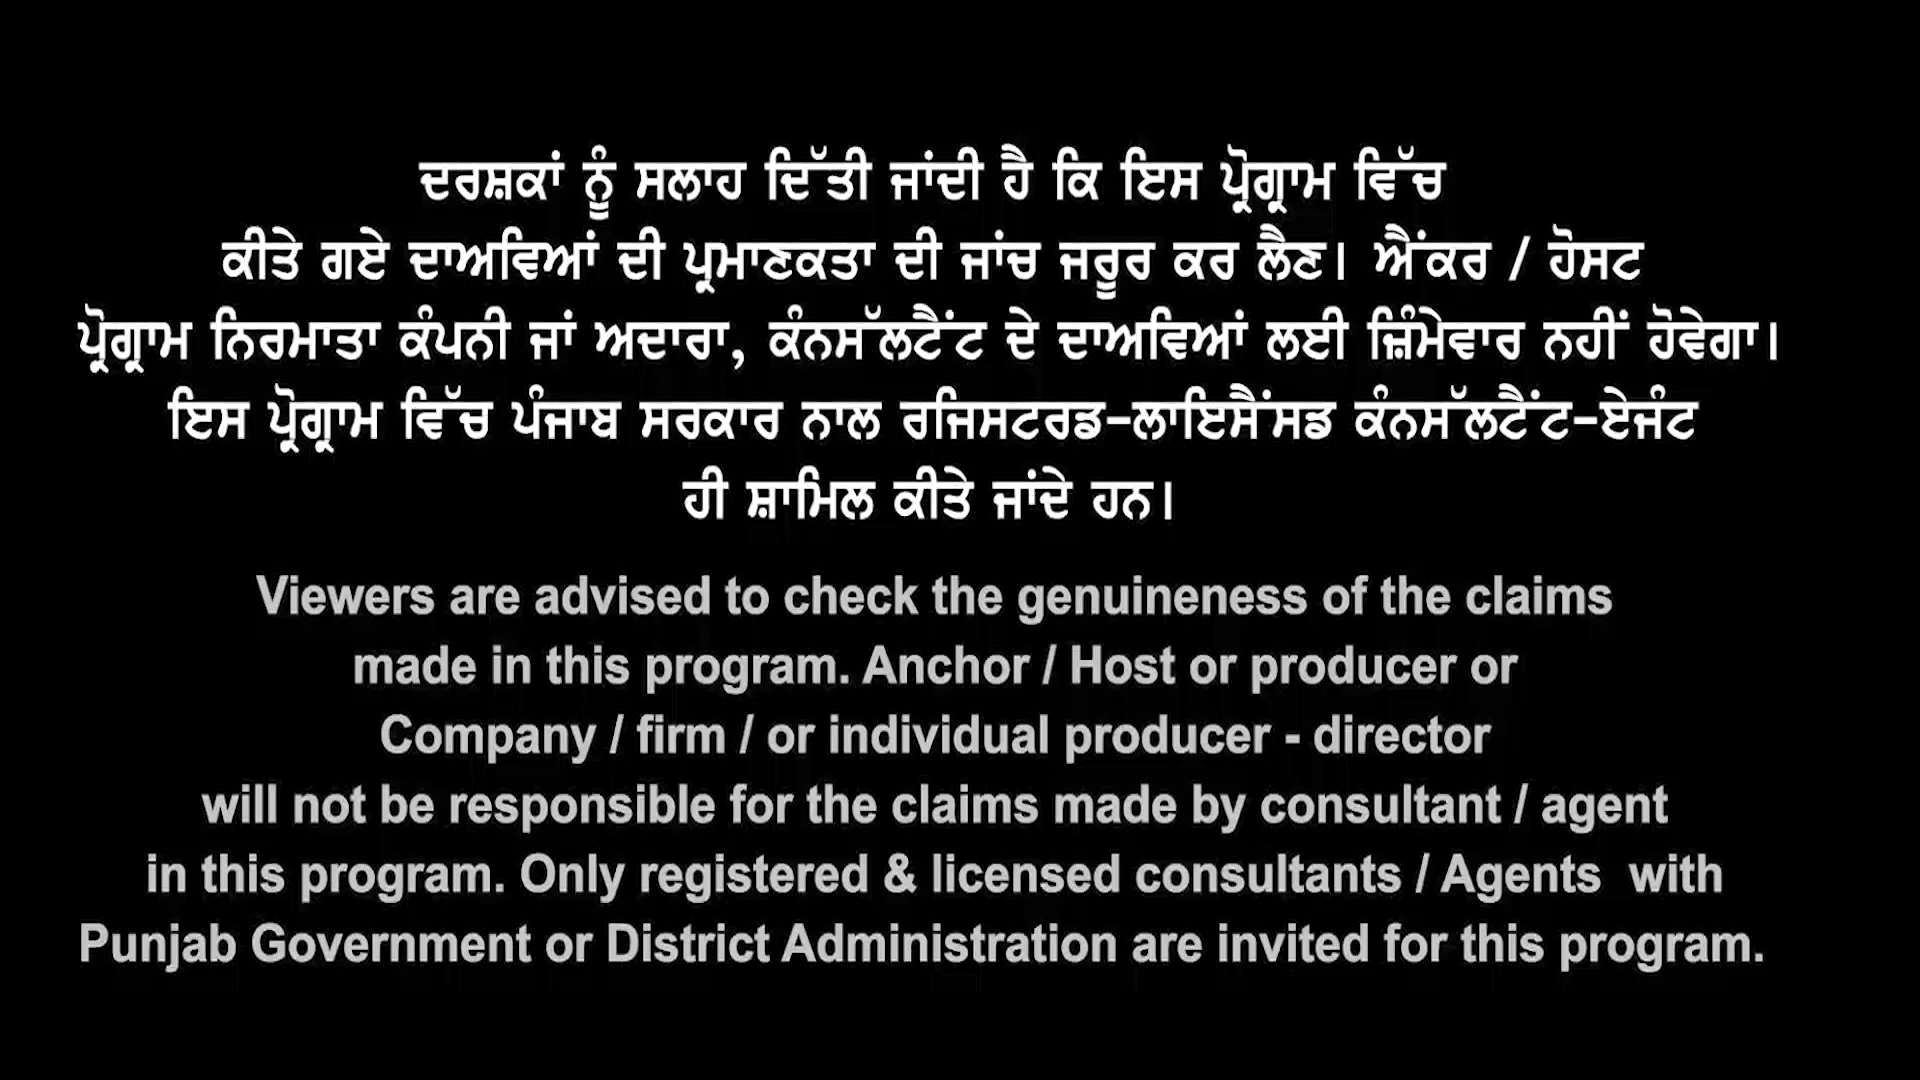 ਦਰਸ਼ਕਾਂ ਨੂੰ ਸਲਾਹ ਦਿੱਤੀ ਜਾਂਦੀ ਹੈ ਕਿ ਇਸ ਪ੍ਰੋਗ੍ਰਾਮ ਵਿੱਚ
ਕੀਤੇ ਗਏ ਦਾਅਵਿਆਂ ਦੀ ਪ੍ਰਮਾਣਕਤਾ ਦੀ ਜਾਂਚ ਜਰੂਰ ਕਰ ਲੈਣ। ਐਂਕਰ / ਹੋਸਟ
ਪ੍ਰੋਗ੍ਰਾਮ ਨਿਰਮਾਤਾ ਕੰਪਨੀ ਜਾਂ ਅਦਾਰਾ, ਕੰਨਸੱਲਟੈਂਟ ਦੇ ਦਾਅਵਿਆਂ ਲਈ ਜ਼ਿੰਮੇਵਾਰ ਨਹੀਂ ਹੋਵੇਗਾ।
ਇਸ ਪ੍ਰੋਗ੍ਰਾਮ ਵਿੱਚ ਪੰਜਾਬ ਸਰਕਾਰ ਨਾਲ ਰਜਿਸਟਰਡ-ਲਾਇਸੈਂਸਡ ਕੰਨਸੱਲਟੈਂਟ-ਏਜੰਟ
ਹੀ ਸ਼ਾਮਿਲ ਕੀਤੇ ਜਾਂਦੇ ਹਨ।
Viewers are advised to check the genuineness of the claims
made in this program. Anchor / Host or producer or
Company / firm / or individual producer - director
will not be responsible for the claims made by consultant / agent
in this program. Only registered & licensed consultants / Agents with
Punjab Government or District Administration are invited for this program.